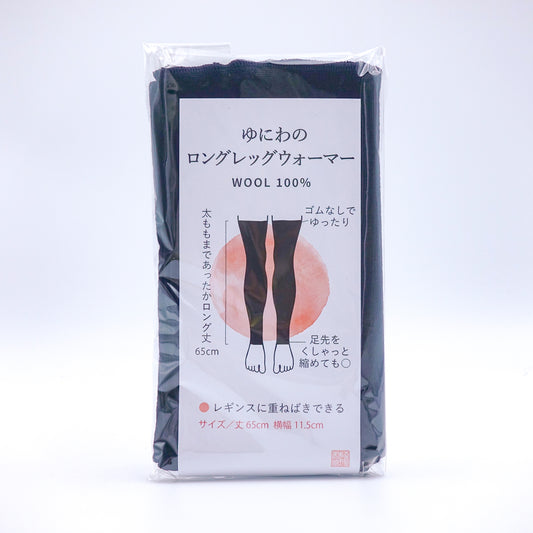 ゆにわの
ロングレッグウォーマー
WOOL 100%
太ももまであったかロング丈
65cm
ゴムなしで
ゆったり
足先を
くしゃっと
縮めても◯
● レギンスに重ねばきできる
サイズ／丈 65cm 横幅 11.5cm